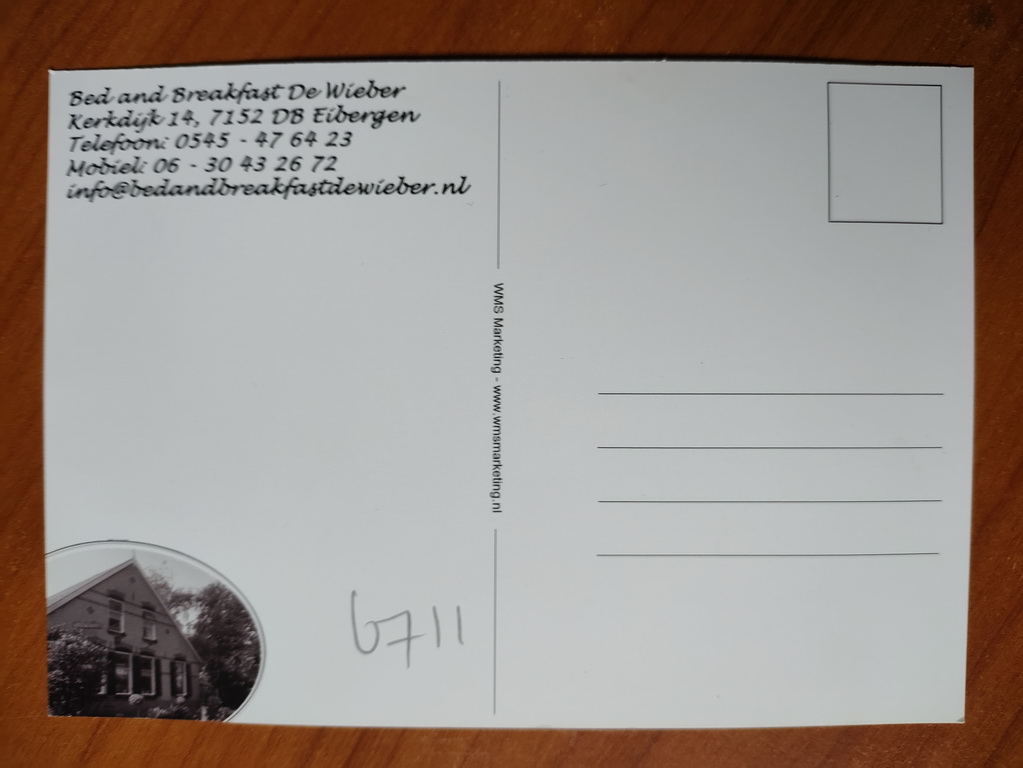 Bed and Breakfast De Wieber
Kerkdijk 14, 7152 DB Eibergen
Telefoon: 0545 - 47 64 23
Mobiel: 06 - 30 43 26 72
info@bedandbreakfastdewieber.nl
WMS Marketing - www.wmsmarketing.nl
6711